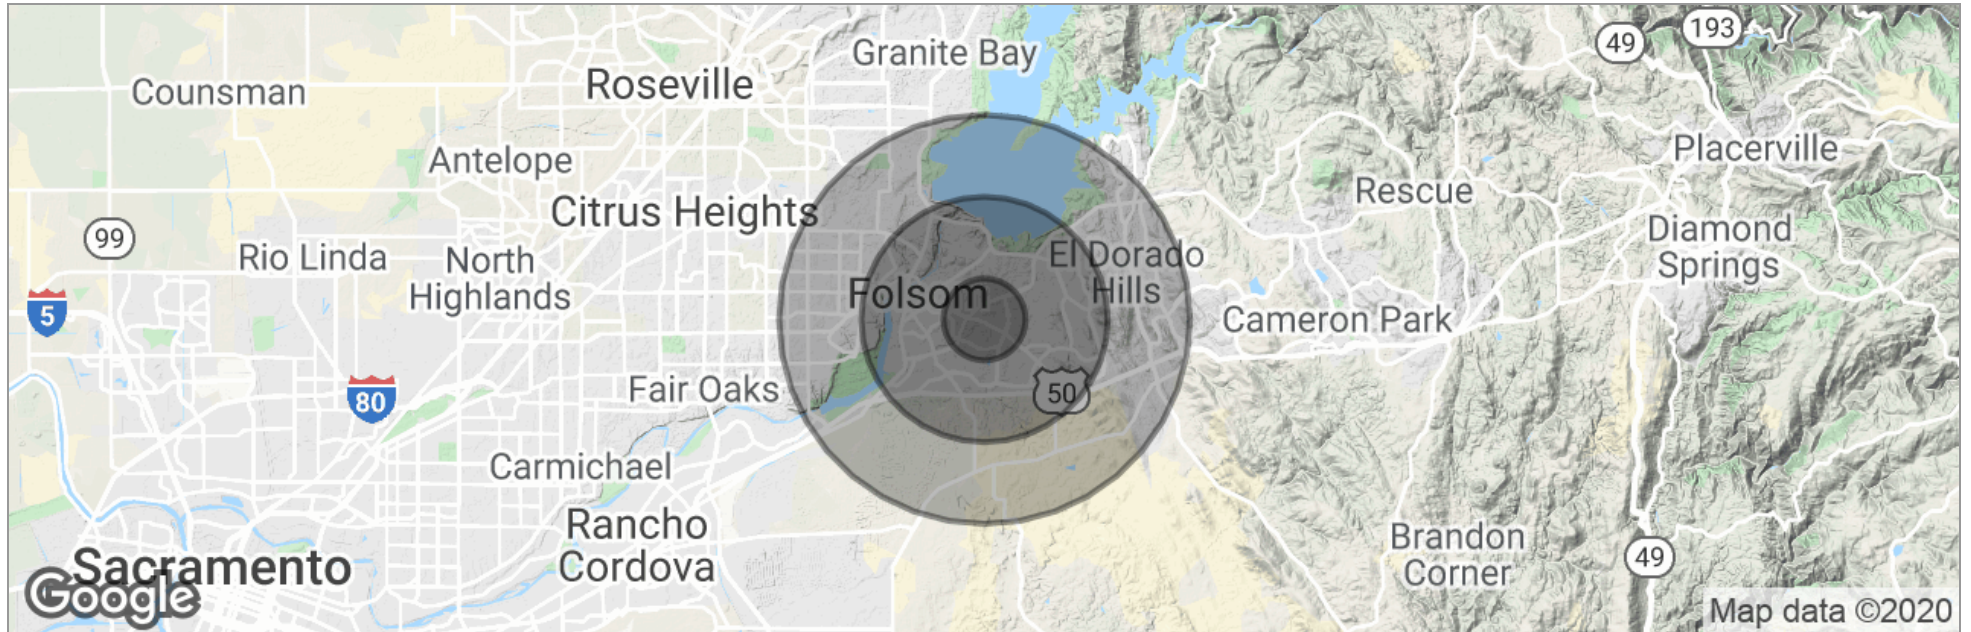 49
193
Granite Bay
Roseville
Counsman
Placerville
Antelope
Rescue
Citrus Heights
99
Diamond
Springs
Rio Linda
North
Highlands
El Dorado
Hills
Folsom
5
Cameron Park
80
Fair Oaks
50
Carmichael
Rancho
Cordova
Brandon
Corner
49
Sacramento
Google
Map data ©2020